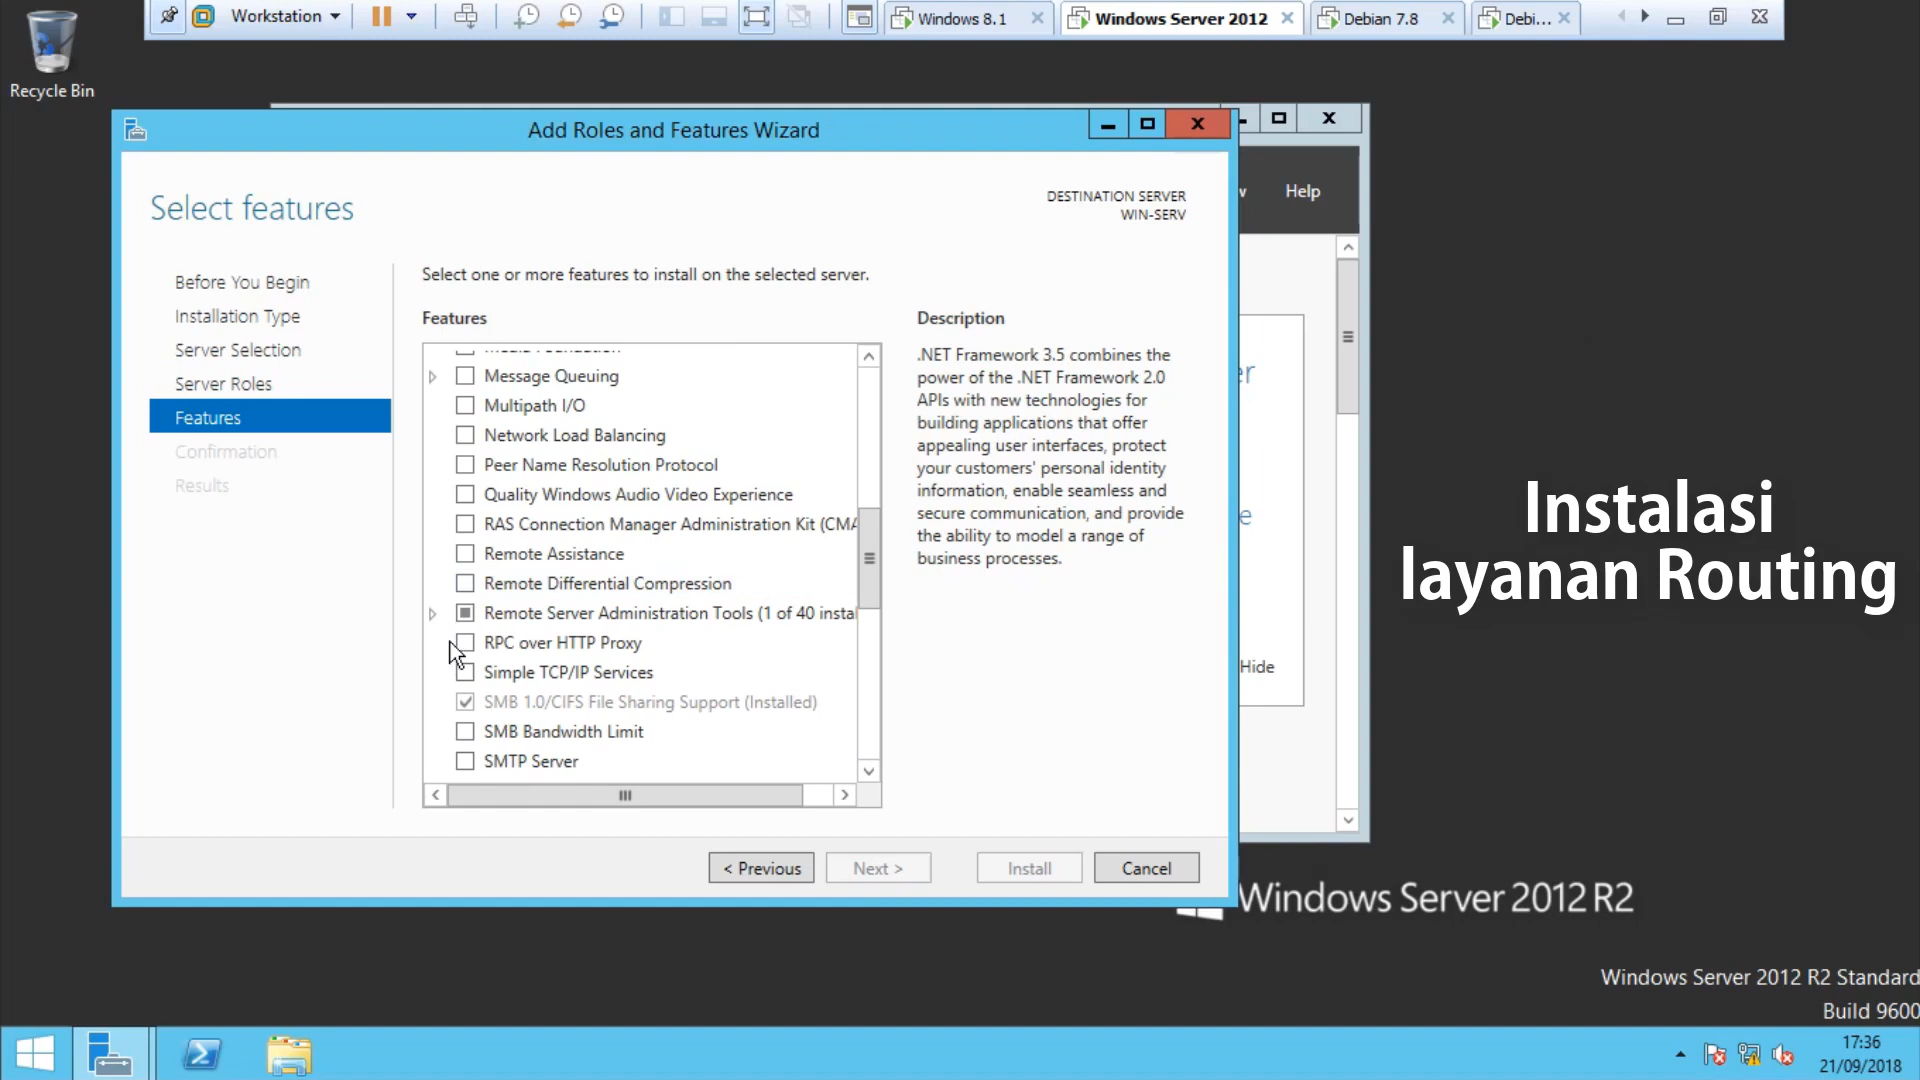 Workstation
Windows 8.1
Windows Server 2012
Debian 7.8
Debi...
Recycle Bin
Add Roles and Features Wizard
Help
Select features
DESTINATION SERVER
WIN-SERV
Before You Begin
Installation Type
Server Selection
Server Roles
Features
Confirmation
Results
Select one or more features to install on the selected server.
Features
Message Queuing
Multipath I/O
Network Load Balancing
Peer Name Resolution Protocol
Quality Windows Audio Video Experience
RAS Connection Manager Administration Kit (CMA
Remote Assistance
Remote Differential Compression
Remote Server Administration Tools (1 of 40 instal
RPC over HTTP Proxy
Simple TCP/IP Services
SMB 1.0/CIFS File Sharing Support (Installed)
SMB Bandwidth Limit
SMTP Server
Description
.NET Framework 3.5 combines the
power of the .NET Framework 2.0
APIs with new technologies for
building applications that offer
appealing user interfaces, protect
your customers' personal identity
information, enable seamless and
secure communication, and provide
the ability to model a range of
business processes.
Hide
< Previous
Next >
Install
Cancel
Instalasi
layanan Routing
Windows Server 2012 R2
Windows Server 2012 R2 Standard
Build 9600
17:36
21/09/2018